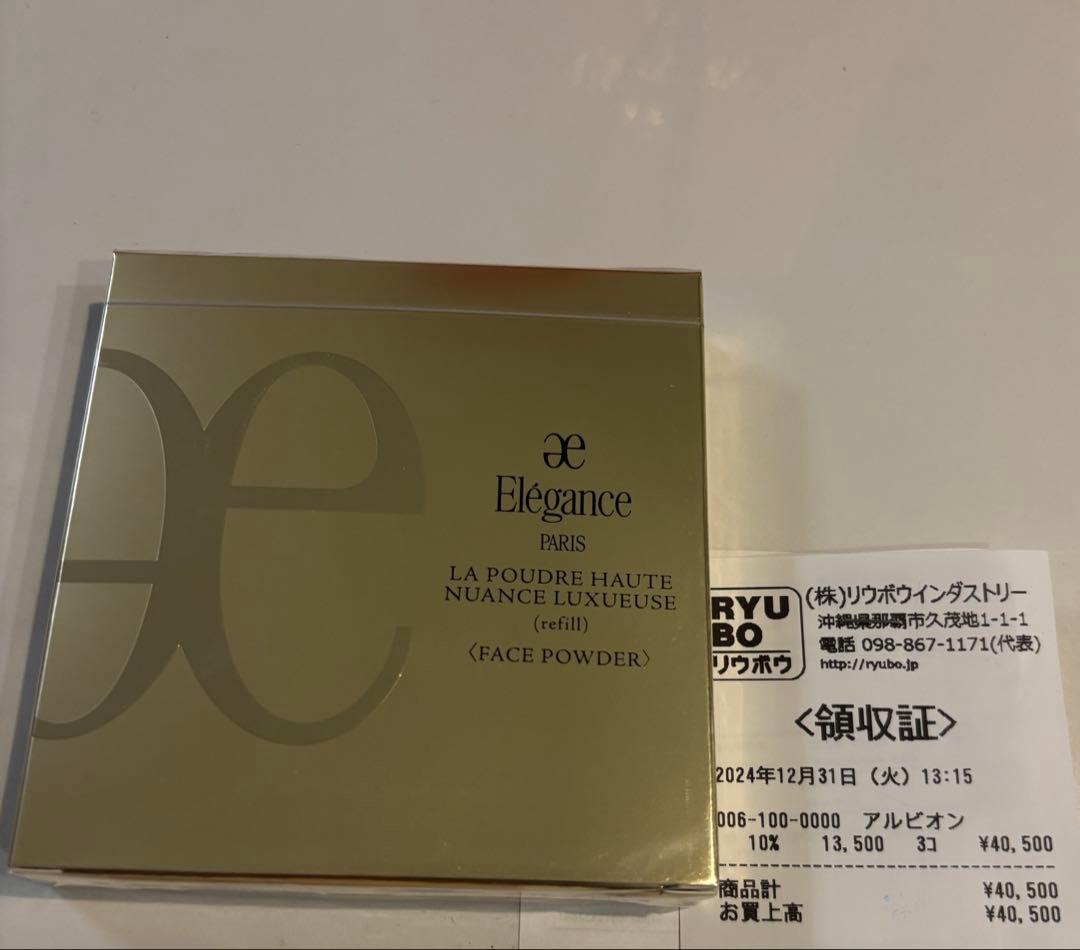 æ
Elégance
PARIS
LA POUDRE HAUTE
NUANCE LUXUEUSE
(refill)
〈FACE POWDER〉
RYU
BO
リウボウ
(株)リウボウインダストリー
沖縄県那覇市久茂地1-1-1
電話 098-867-1171(代表)
http://ryubo.jp
<領収証>
2024年12月31日 (火) 13:15
006-100-0000 アルビオン
10% 13,500 3コ ¥40,500
商品計 ¥40,500
お買上高 ¥40,500